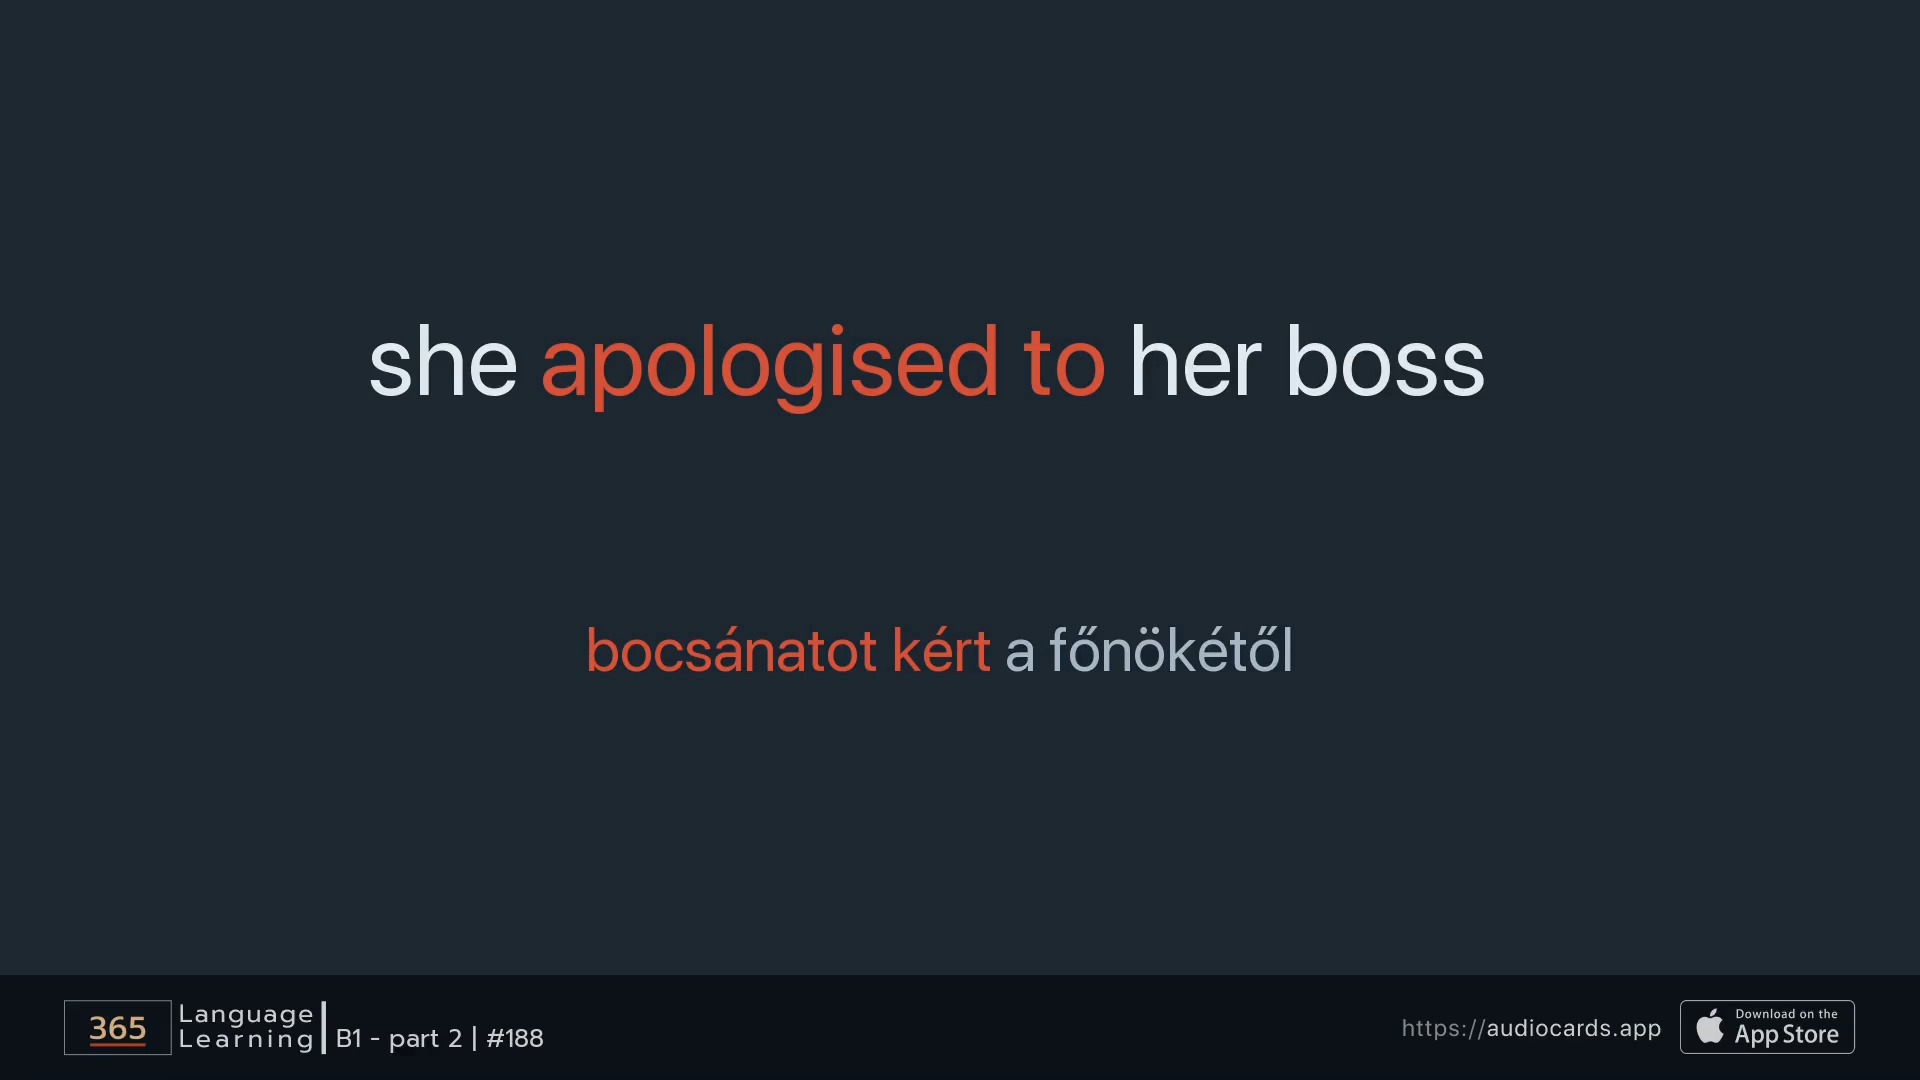 she apologised to her boss
bocsánatot kért a főnökétől
365
Language
Learning
B1 - part 2 | #188
https://audiocards.app
Download on the
App Store